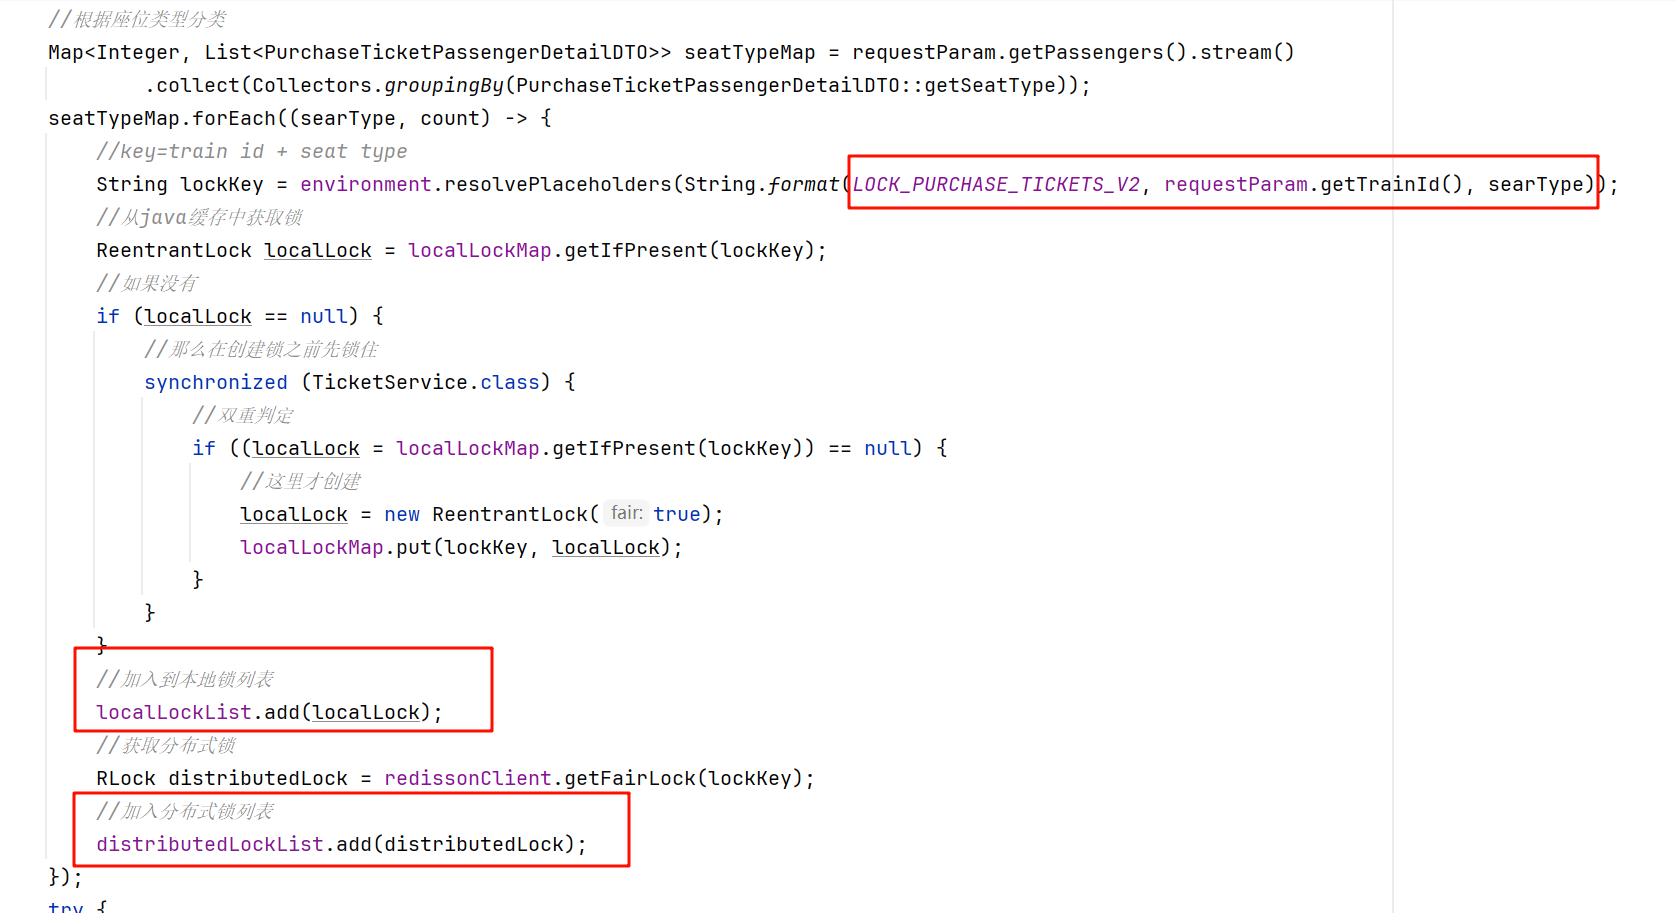 //根据座位类型分类
Map<Integer, List<PurchaseTicketPassengerDetailDTO>> seatTypeMap = requestParam.getPassengers().stream()
.collect(Collectors.groupingBy(PurchaseTicketPassengerDetailDTO::getSeatType));
seatTypeMap.forEach((searType, count) -> {
//key=train id + seat type
String lockKey = environment.resolvePlaceholders(String.format(LOCK_PURCHASE_TICKETS_V2, requestParam.getTrainId(), searType));
//从java缓存中获取锁
ReentrantLock localLock = localLockMap.getIfPresent(lockKey);
//如果没有
if (localLock == null) {
//那么在创建锁之前先锁住
synchronized (TicketService.class) {
//双重判定
if ((localLock = localLockMap.getIfPresent(lockKey)) == null) {
//这里才创建
localLock = new ReentrantLock( fair: true);
localLockMap.put(lockKey, localLock);
}
}
}
//加入到本地锁列表
localLockList.add(localLock);
//获取分布式锁
RLock distributedLock = redissonClient.getFairLock(lockKey);
//加入分布式锁列表
distributedLockList.add(distributedLock);
});
try {